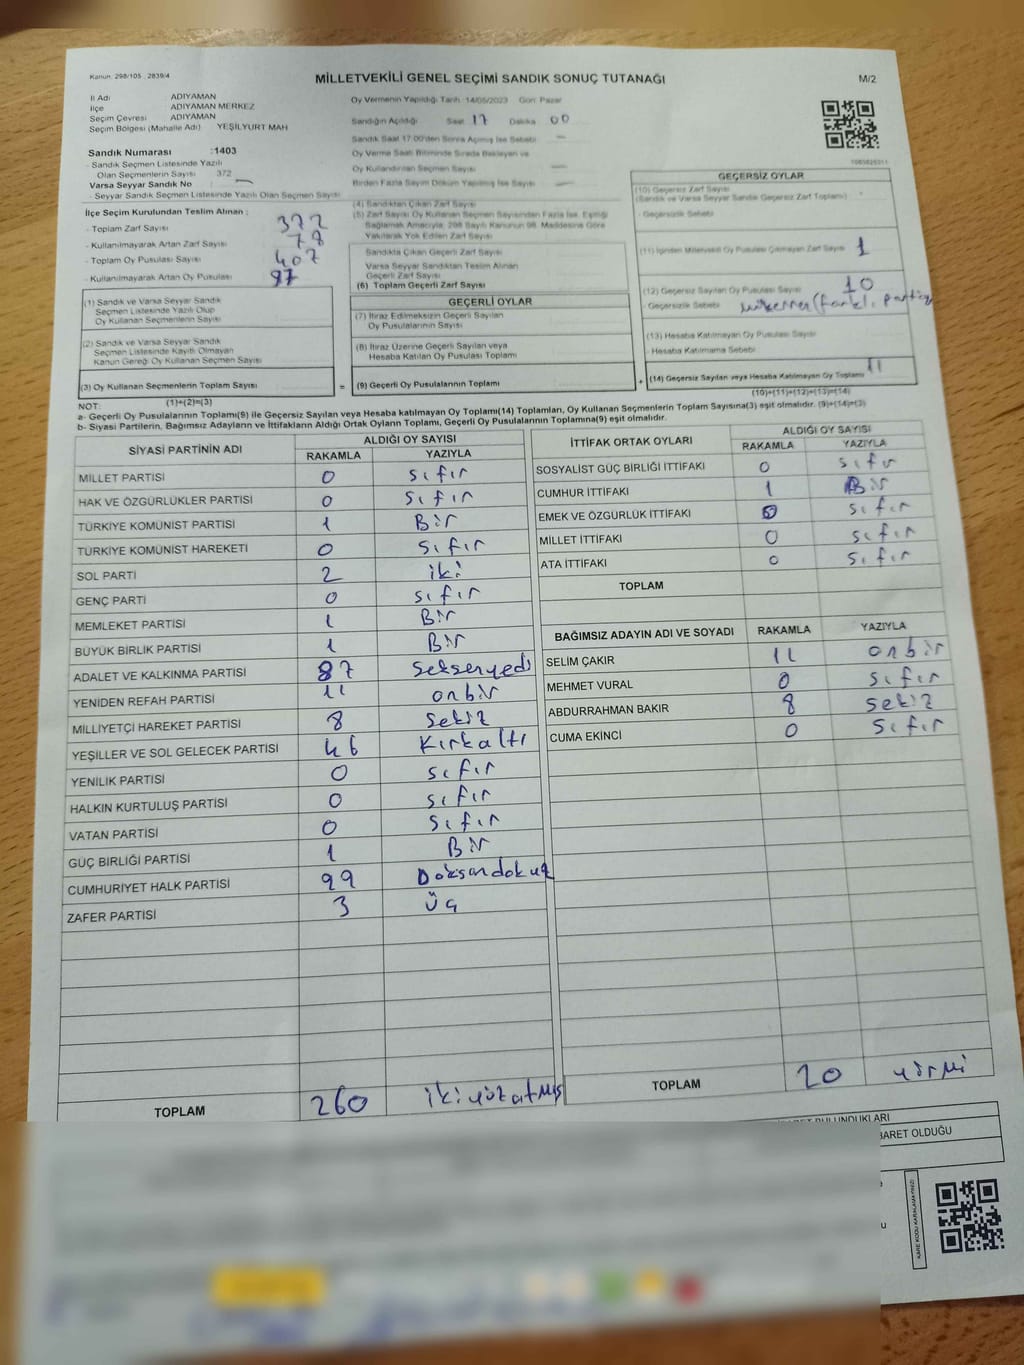 Kanun: 298/105 , 2839/4
MİLLETVEKİLİ GENEL SEÇİMİ SANDIK SONUÇ TUTANAĞI
M/2
İl Adı ADIYAMAN
İlçe ADIYAMAN MERKEZ
Seçim Çevresi ADIYAMAN
Seçim Bölgesi (Mahalle Adı) YEŞİLYURT MAH
Sandık Numarası :1403
- Sandık Seçmen Listesinde Yazılı
Olan Seçmenlerin Sayısı 372
Varsa Seyyar Sandık No
- Seyyar Sandık Seçmen Listesinde Yazılı Olan Seçmen Sayısı
Oy Vermenin Yapıldığı Tarih :14/05/2023 Gün: Pazar
Sandığın Açıldığı Saat 17 Dakika 00
Sandık Saat 17:00'den Sonra Açılmış İse Sebebi
Oy Verme Saati Bitiminde Sırada Bekleyen ve
Oy Kullandırılan Seçmen Sayısı
Birden Fazla Sayım Döküm Yapılmış İse Sayısı
İlçe Seçim Kurulundan Teslim Alınan :
- Toplam Zarf Sayısı 372
- Kullanılmayarak Artan Zarf Sayısı 78
- Toplam Oy Pusulası Sayısı 407
- Kullanılmayarak Artan Oy Pusulası
(4) Sandıktan Çıkan Zarf Sayısı
(5) Zarf Sayısı Oy Kullanan Seçmen Sayısından Fazla İse, Eşitliği
Sağlamak Amacıyla, 298 Sayılı Kanunun 98. Maddesine Göre
Yakılarak Yok Edilen Zarf Sayısı
Sandıkta Çıkan Geçerli Zarf Sayısı
Varsa Seyyar Sandıktan Teslim Alınan
Geçerli Zarf Sayısı
(6) Toplam Geçerli Zarf Sayısı
GEÇERSİZ OYLAR
(10) Geçersiz Zarf Sayısı
(Sandık ve Varsa Seyyar Sandık Geçersiz Zarf Toplamı)
- Geçersizlik Sebebi
(11) İçinden Milletvekili Oy Pusulası Çıkmayan Zarf Sayısı 1
(12) Geçersiz Sayılan Oy Pusulası Sayısı 10
- Geçersizlik Sebebi
(13) Hesaba Katılmayan Oy Pusulası Sayısı
- Hesaba Katılmama Sebebi
(14) Geçersiz Sayılan veya Hesaba Katılmayan Oy Toplamı 11
(10)+(11)+(12)+(13)=(14)
(1) Sandık ve Varsa Seyyar Sandık
Seçmen Listesinde Yazılı Olup
Oy Kullanan Seçmenlerin Sayısı
(2) Sandık ve Varsa Seyyar Sandık
Seçmen Listesinde Kayıtlı Olmayan
Kanun Gereği Oy Kullanan Seçmen Sayısı
(3) Oy Kullanan Seçmenlerin Toplam Sayısı
(1)+(2)=(3)
GEÇERLİ OYLAR
(7) İtiraz Edilmeksizin Geçerli Sayılan
Oy Pusulalarının Sayısı
(8) İtiraz Üzerine Geçerli Sayılan veya
Hesaba Katılan Oy Pusulası Toplamı
= (9) Geçerli Oy Pusulalarının Toplamı +
NOT:
a- Geçerli Oy Pusulalarının Toplamı(9) ile Geçersiz Sayılan veya Hesaba katılmayan Oy Toplamı(14) Toplamları, Oy Kullanan Seçmenlerin Toplam Sayısına(3) eşit olmalıdır. (9)+(14)=(3)
b- Siyasi Partilerin, Bağımsız Adayların ve İttifakların Aldığı Ortak Oyların Toplamı, Geçerli Oy Pusulalarının Toplamına(9) eşit olmalıdır.
SİYASİ PARTİNİN ADI ALDIĞI OY SAYISI
RAKAMLA YAZIYLA
MİLLET PARTİSİ 0 sıfır
HAK VE ÖZGÜRLÜKLER PARTİSİ 0 sıfır
TÜRKİYE KOMÜNİST PARTİSİ 1 Bir
TÜRKİYE KOMÜNİST HAREKETİ 0 sıfır
SOL PARTİ 2 iki
GENÇ PARTİ 0 sıfır
MEMLEKET PARTİSİ 1 Bir
BÜYÜK BİRLİK PARTİSİ 1 Bir
ADALET VE KALKINMA PARTİSİ 87 seksenyedi
YENİDEN REFAH PARTİSİ 11 onbir
MİLLİYETÇİ HAREKET PARTİSİ 8 sekiz
YEŞİLLER VE SOL GELECEK PARTİSİ 46 Kırkaltı
YENİLİK PARTİSİ 0 sıfır
HALKIN KURTULUŞ PARTİSİ 0 sıfır
VATAN PARTİSİ 0 sıfır
GÜÇ BİRLİĞİ PARTİSİ 1 Bir
CUMHURİYET HALK PARTİSİ 99 Doksandokuz
ZAFER PARTİSİ 3 üç
TOPLAM 260 ikiyüzatmış
İTTİFAK ORTAK OYLARI ALDIĞI OY SAYISI
RAKAMLA YAZIYLA
SOSYALİST GÜÇ BİRLİĞİ İTTİFAKI 0 sıfır
CUMHUR İTTİFAKI 1 Bir
EMEK VE ÖZGÜRLÜK İTTİFAKI 0 sıfır
MİLLET İTTİFAKI 0 sıfır
ATA İTTİFAKI 0 sıfır
TOPLAM
BAĞIMSIZ ADAYIN ADI VE SOYADI RAKAMLA YAZIYLA
SELİM ÇAKIR 11 onbir
MEHMET VURAL 0 sıfır
ABDURRAHMAN BAKIR 8 sekiz
CUMA EKİNCİ 0 sıfır
TOPLAM 20 yirmi
BARET OLDUĞU